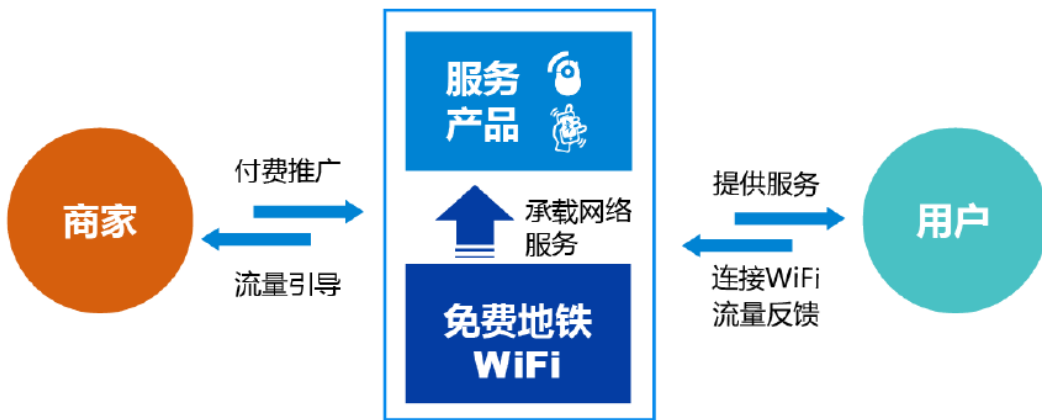 服务
产品
商家
付费推广
流量引导
承载网络
服务
免费地铁
WiFi
提供服务
连接WiFi
流量反馈
用户